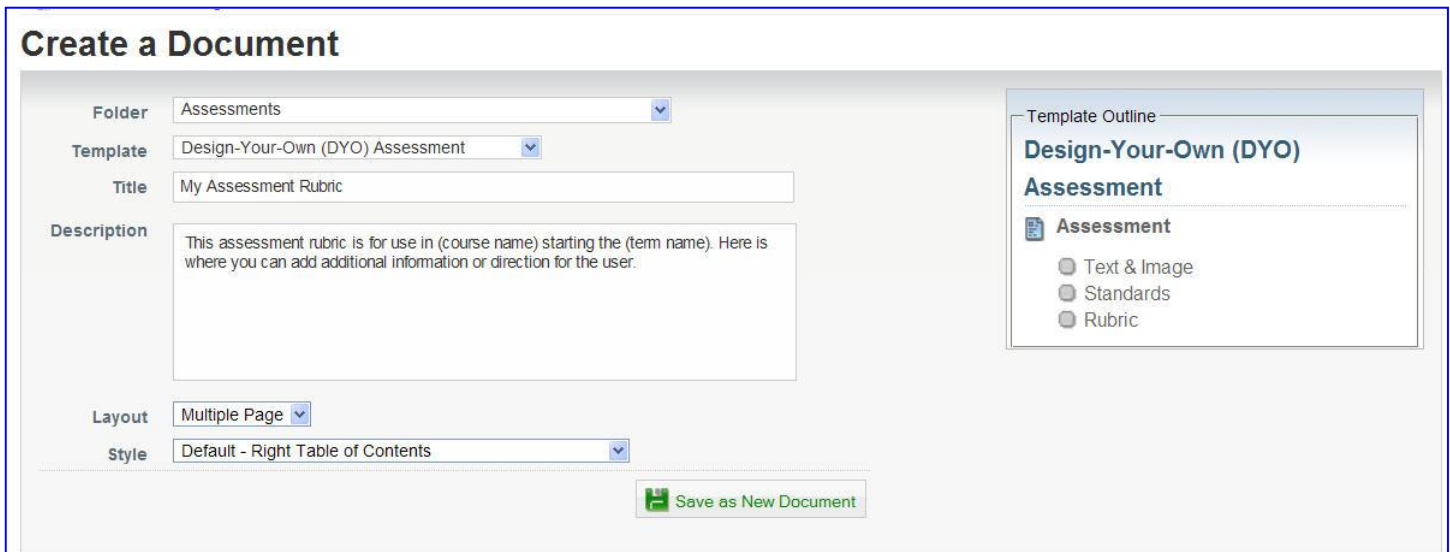 Create a Document
Folder
Assessments
Template
Design-Your-Own (DYO) Assessment
Title
My Assessment Rubric
Description
This assessment rubric is for use in (course name) starting the (term name). Here is
where you can add additional information or direction for the user.
Layout
Multiple Page
Style
Default - Right Table of Contents
Save as New Document
Template Outline
Design-Your-Own (DYO)
Assessment
Assessment
Text & Image
Standards
Rubric